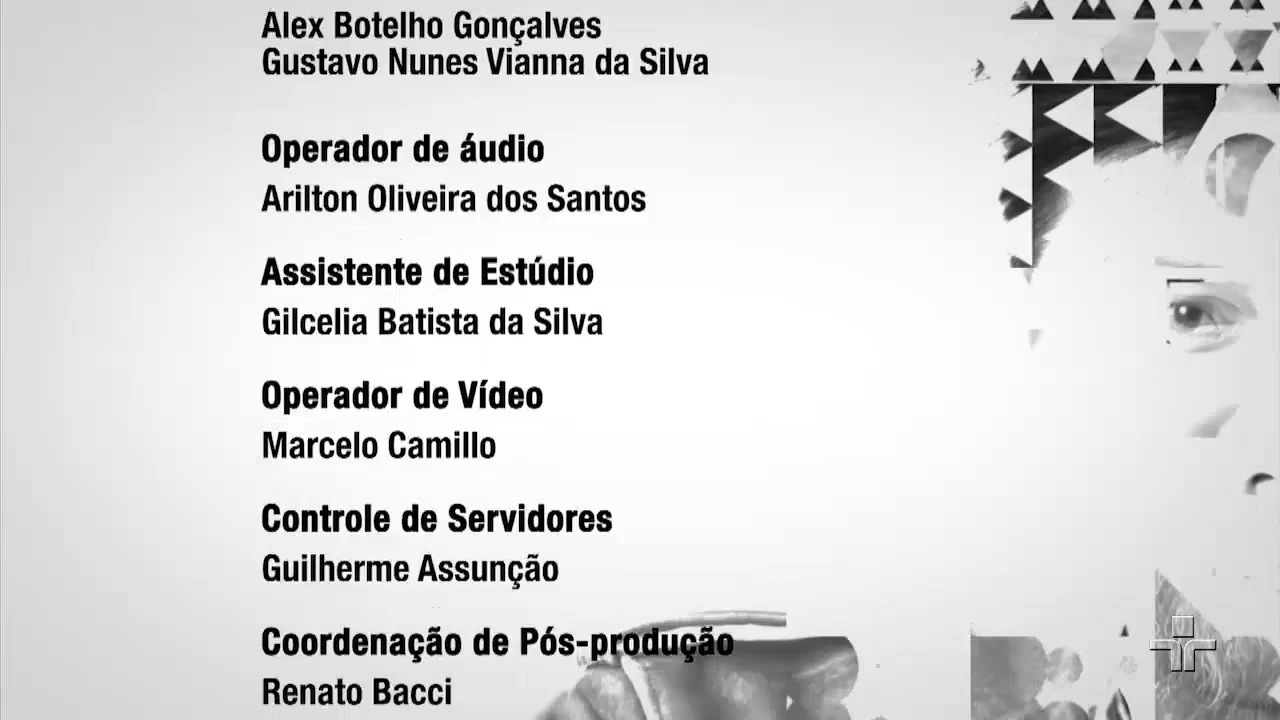 Alex Botelho Gonçalves
Gustavo Nunes Vianna da Silva
Operador de áudio
Arilton Oliveira dos Santos
Assistente de Estúdio
Gilcelia Batista da Silva
Operador de Vídeo
Marcelo Camillo
Controle de Servidores
Guilherme Assunção
Coordenação de Pós-produção
Renato Bacci